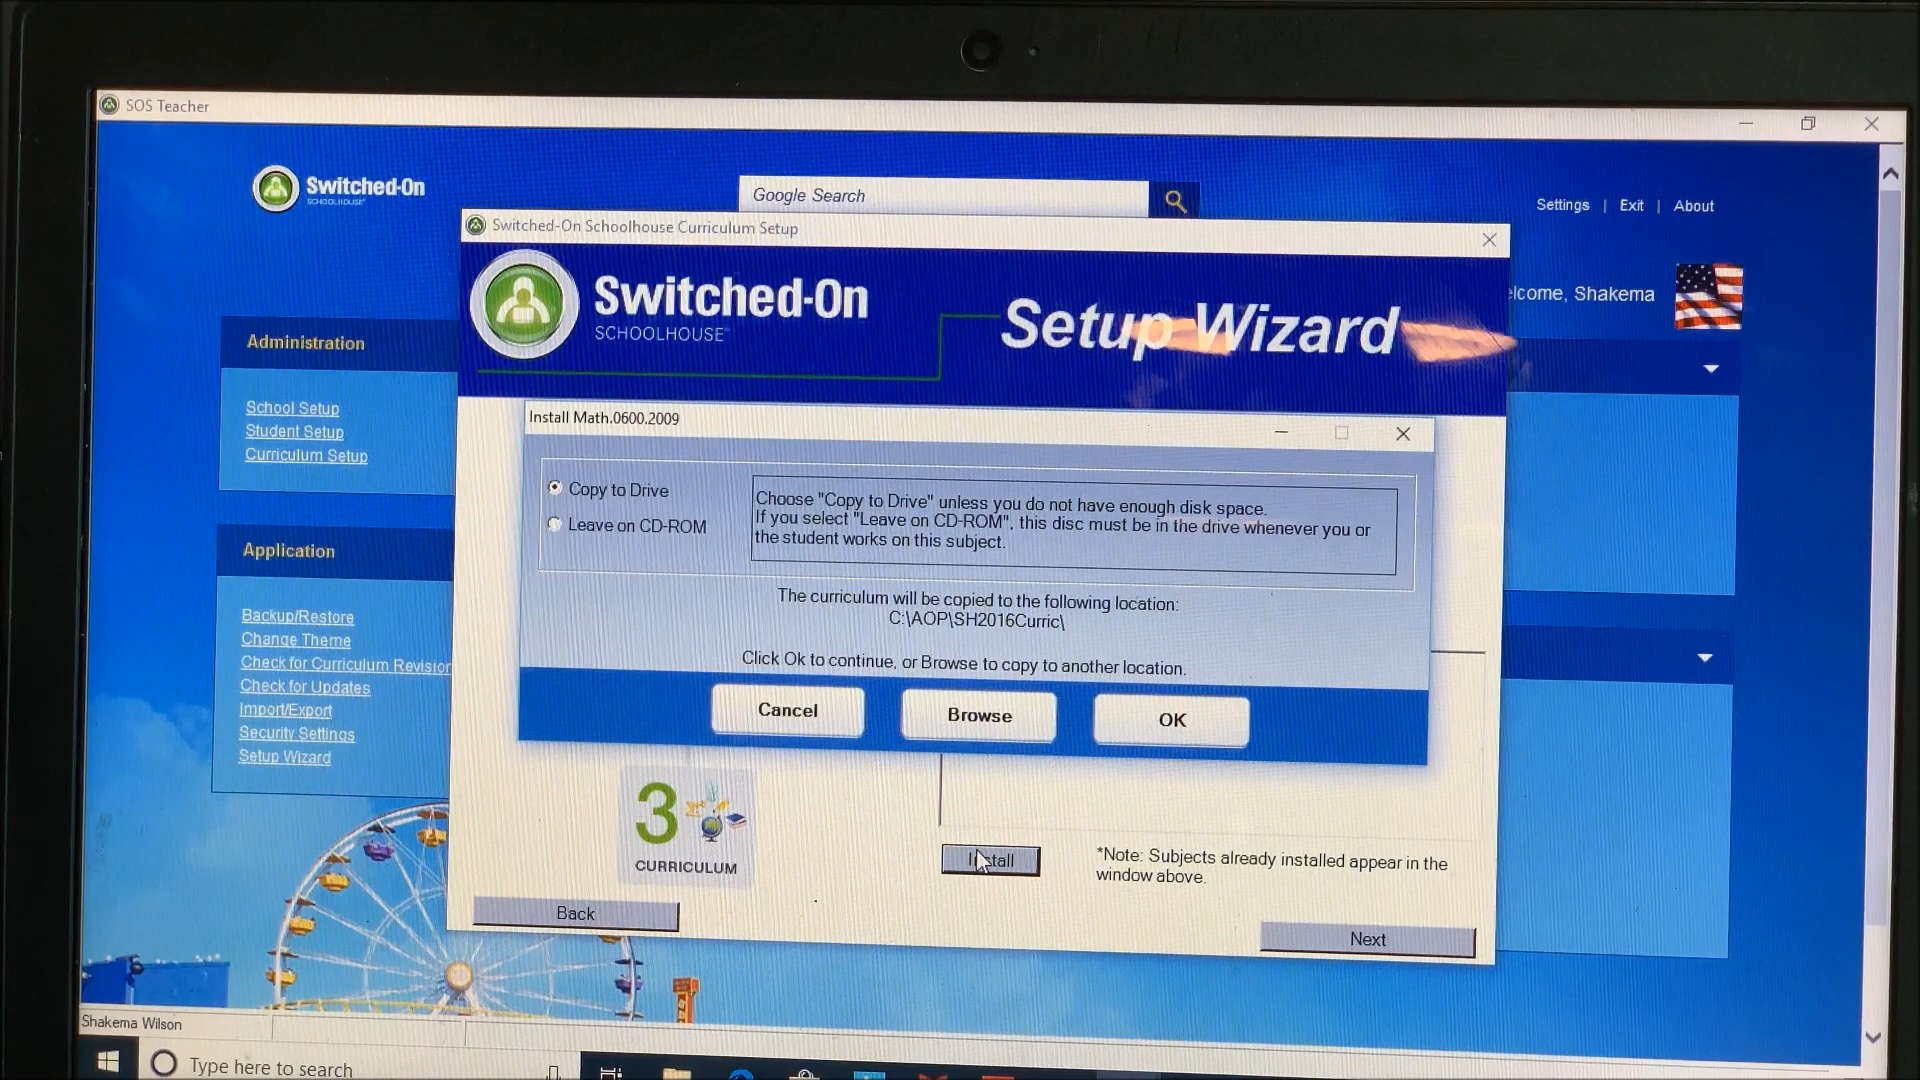 SOS Teacher
Switched-On
SCHOOLHOUSE
Google Search
Settings | Exit | About
Switched-On Schoolhouse Curriculum Setup
Switched-On
SCHOOLHOUSE
Setup Wizard
lcome, Shakema
Administration
School Setup
Student Setup
Curriculum Setup
Install Math.0600.2009
Copy to Drive
Leave on CD-ROM
Choose "Copy to Drive" unless you do not have enough disk space.
If you select "Leave on CD-ROM", this disc must be in the drive whenever you or
the student works on this subject.
The curriculum will be copied to the following location:
C:\AOP\SH2016Curric\
Click Ok to continue, or Browse to copy to another location.
Cancel
Browse
OK
Application
Backup/Restore
Change Theme
Check for Curriculum Revision
Check for Updates
Import/Export
Security Settings
Setup Wizard
3
CURRICULUM
Install
*Note: Subjects already installed appear in the
window above.
Back
Next
Shakema Wilson
Type here to search